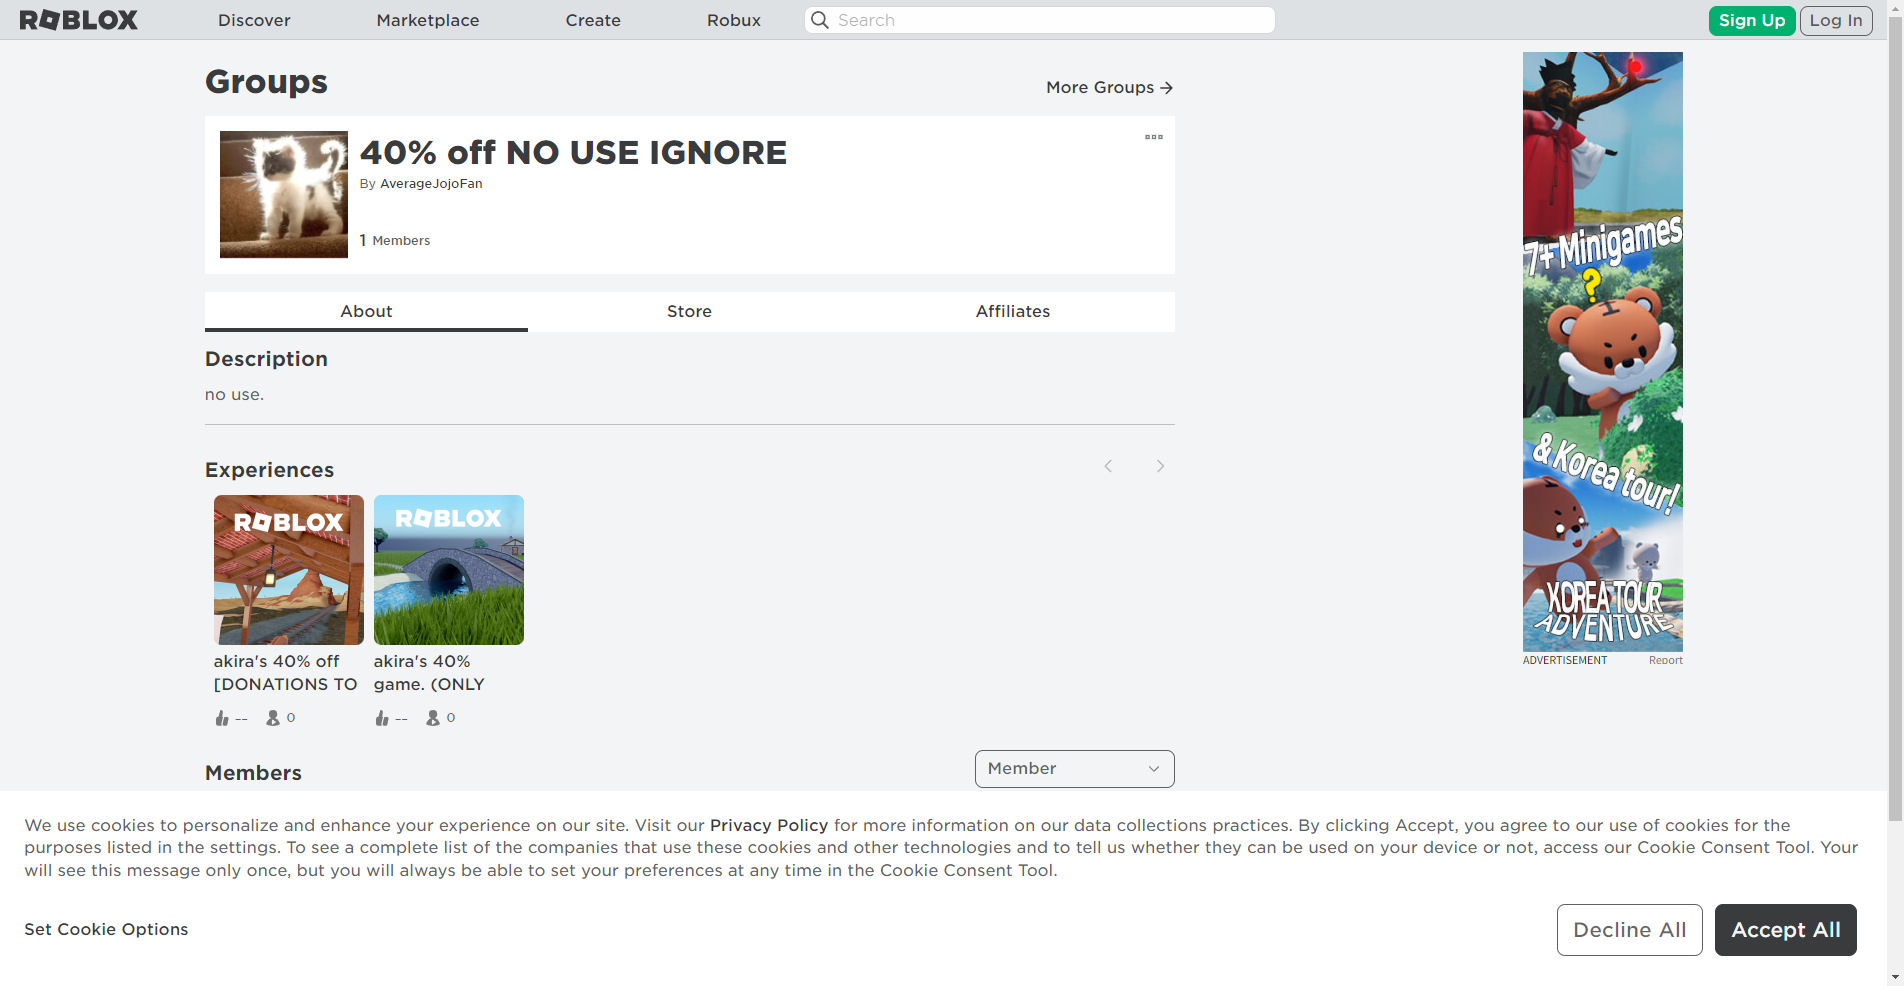 ROBLOX
Discover
Marketplace
Create
Robux
Search
Sign Up
Log In
Groups
More Groups
40% off NO USE IGNORE
By AverageJojoFan
1 Members
About
Store
Affiliates
Description
no use.
Experiences
ROBLOX
ROBLOX
akira's 40% off
[DONATIONS TO
akira's 40%
game. (ONLY
-- 0
-- 0
Members
Member
7+ Minigames
?
& Korea tour!
KOREA TOUR
ADVENTURE
ADVERTISEMENT
Report
We use cookies to personalize and enhance your experience on our site. Visit our Privacy Policy for more information on our data collections practices. By clicking Accept, you agree to our use of cookies for the
purposes listed in the settings. To see a complete list of the companies that use these cookies and other technologies and to tell us whether they can be used on your device or not, access our Cookie Consent Tool. Your
will see this message only once, but you will always be able to set your preferences at any time in the Cookie Consent Tool.
Set Cookie Options
Decline All
Accept All